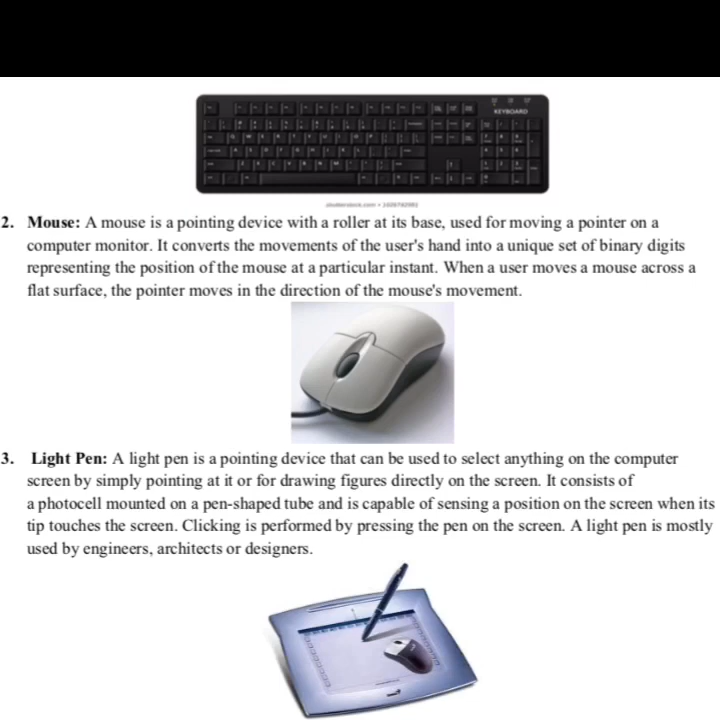 KEYBOARD
shutterstock.com • 1026792981
2. Mouse: A mouse is a pointing device with a roller at its base, used for moving a pointer on a
computer monitor. It converts the movements of the user's hand into a unique set of binary digits
representing the position of the mouse at a particular instant. When a user moves a mouse across a
flat surface, the pointer moves in the direction of the mouse's movement.
3. Light Pen: A light pen is a pointing device that can be used to select anything on the computer
screen by simply pointing at it or for drawing figures directly on the screen. It consists of
a photocell mounted on a pen-shaped tube and is capable of sensing a position on the screen when its
tip touches the screen. Clicking is performed by pressing the pen on the screen. A light pen is mostly
used by engineers, architects or designers.